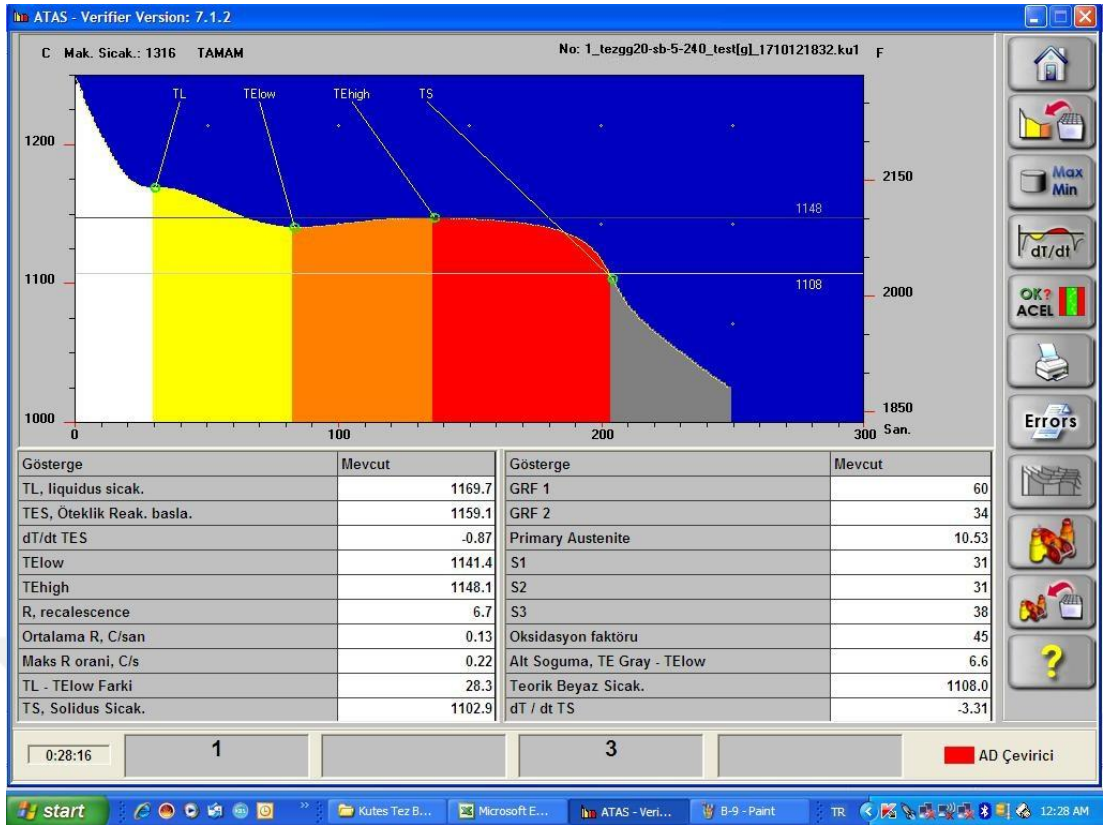 ATAS - Verifier Version: 7.1.2
C Mak. Sicak.: 1316 TAMAM No: 1_tezgg20-sb-5-240_test[g]_1710121832.ku1 F
TL TElow TEhigh TS
1200
2150
1148
1100
1108
2000
1000
1850
0 100 200 300 San.
Max
Min
dT/dt
OK?
ACEL
Errors
?
Gösterge Mevcut Gösterge Mevcut
TL, liquidus sicak. 1169.7 GRF 1 60
TES, Öteklik Reak. basla. 1159.1 GRF 2 34
dT/dt TES -0.87 Primary Austenite 10.53
TElow 1141.4 S1 31
TEhigh 1148.1 S2 31
R, recalescence 6.7 S3 38
Ortalama R, C/san 0.13 Oksidasyon faktöru 45
Maks R orani, C/s 0.22 Alt Soguma, TE Gray - TElow 6.6
TL - TElow Farki 28.3 Teorik Beyaz Sicak. 1108.0
TS, Solidus Sicak. 1102.9 dT / dt TS -3.31
0:28:16 1 3 AD Çevirici
start Kutes Tez B... Microsoft E... ATAS - Veri... B-9 - Paint TR 12:28 AM